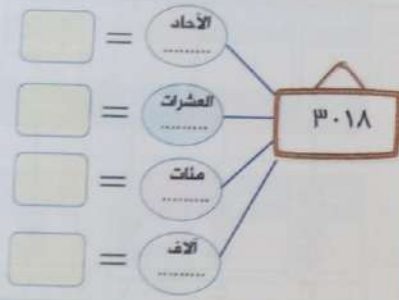 الآحاد
..........
=
العشرات
..........
=
٣٠١٨
مئات
..........
=
آلاف
..........
=